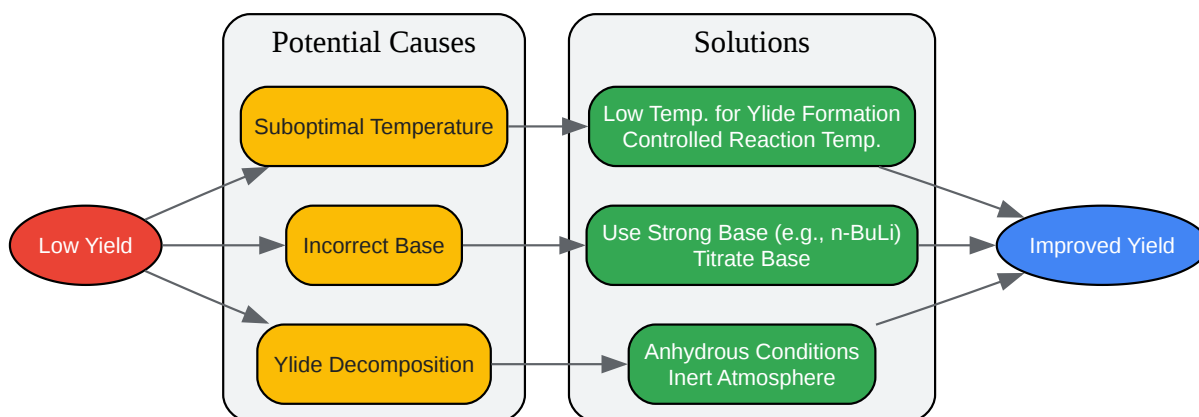 Potential Causes
Solutions
Suboptimal Temperature
Low Temp. for Ylide Formation
Controlled Reaction Temp.
Low Yield
Incorrect Base
Use Strong Base (e.g., n-BuLi)
Titrate Base
Improved Yield
Ylide Decomposition
Anhydrous Conditions
Inert Atmosphere